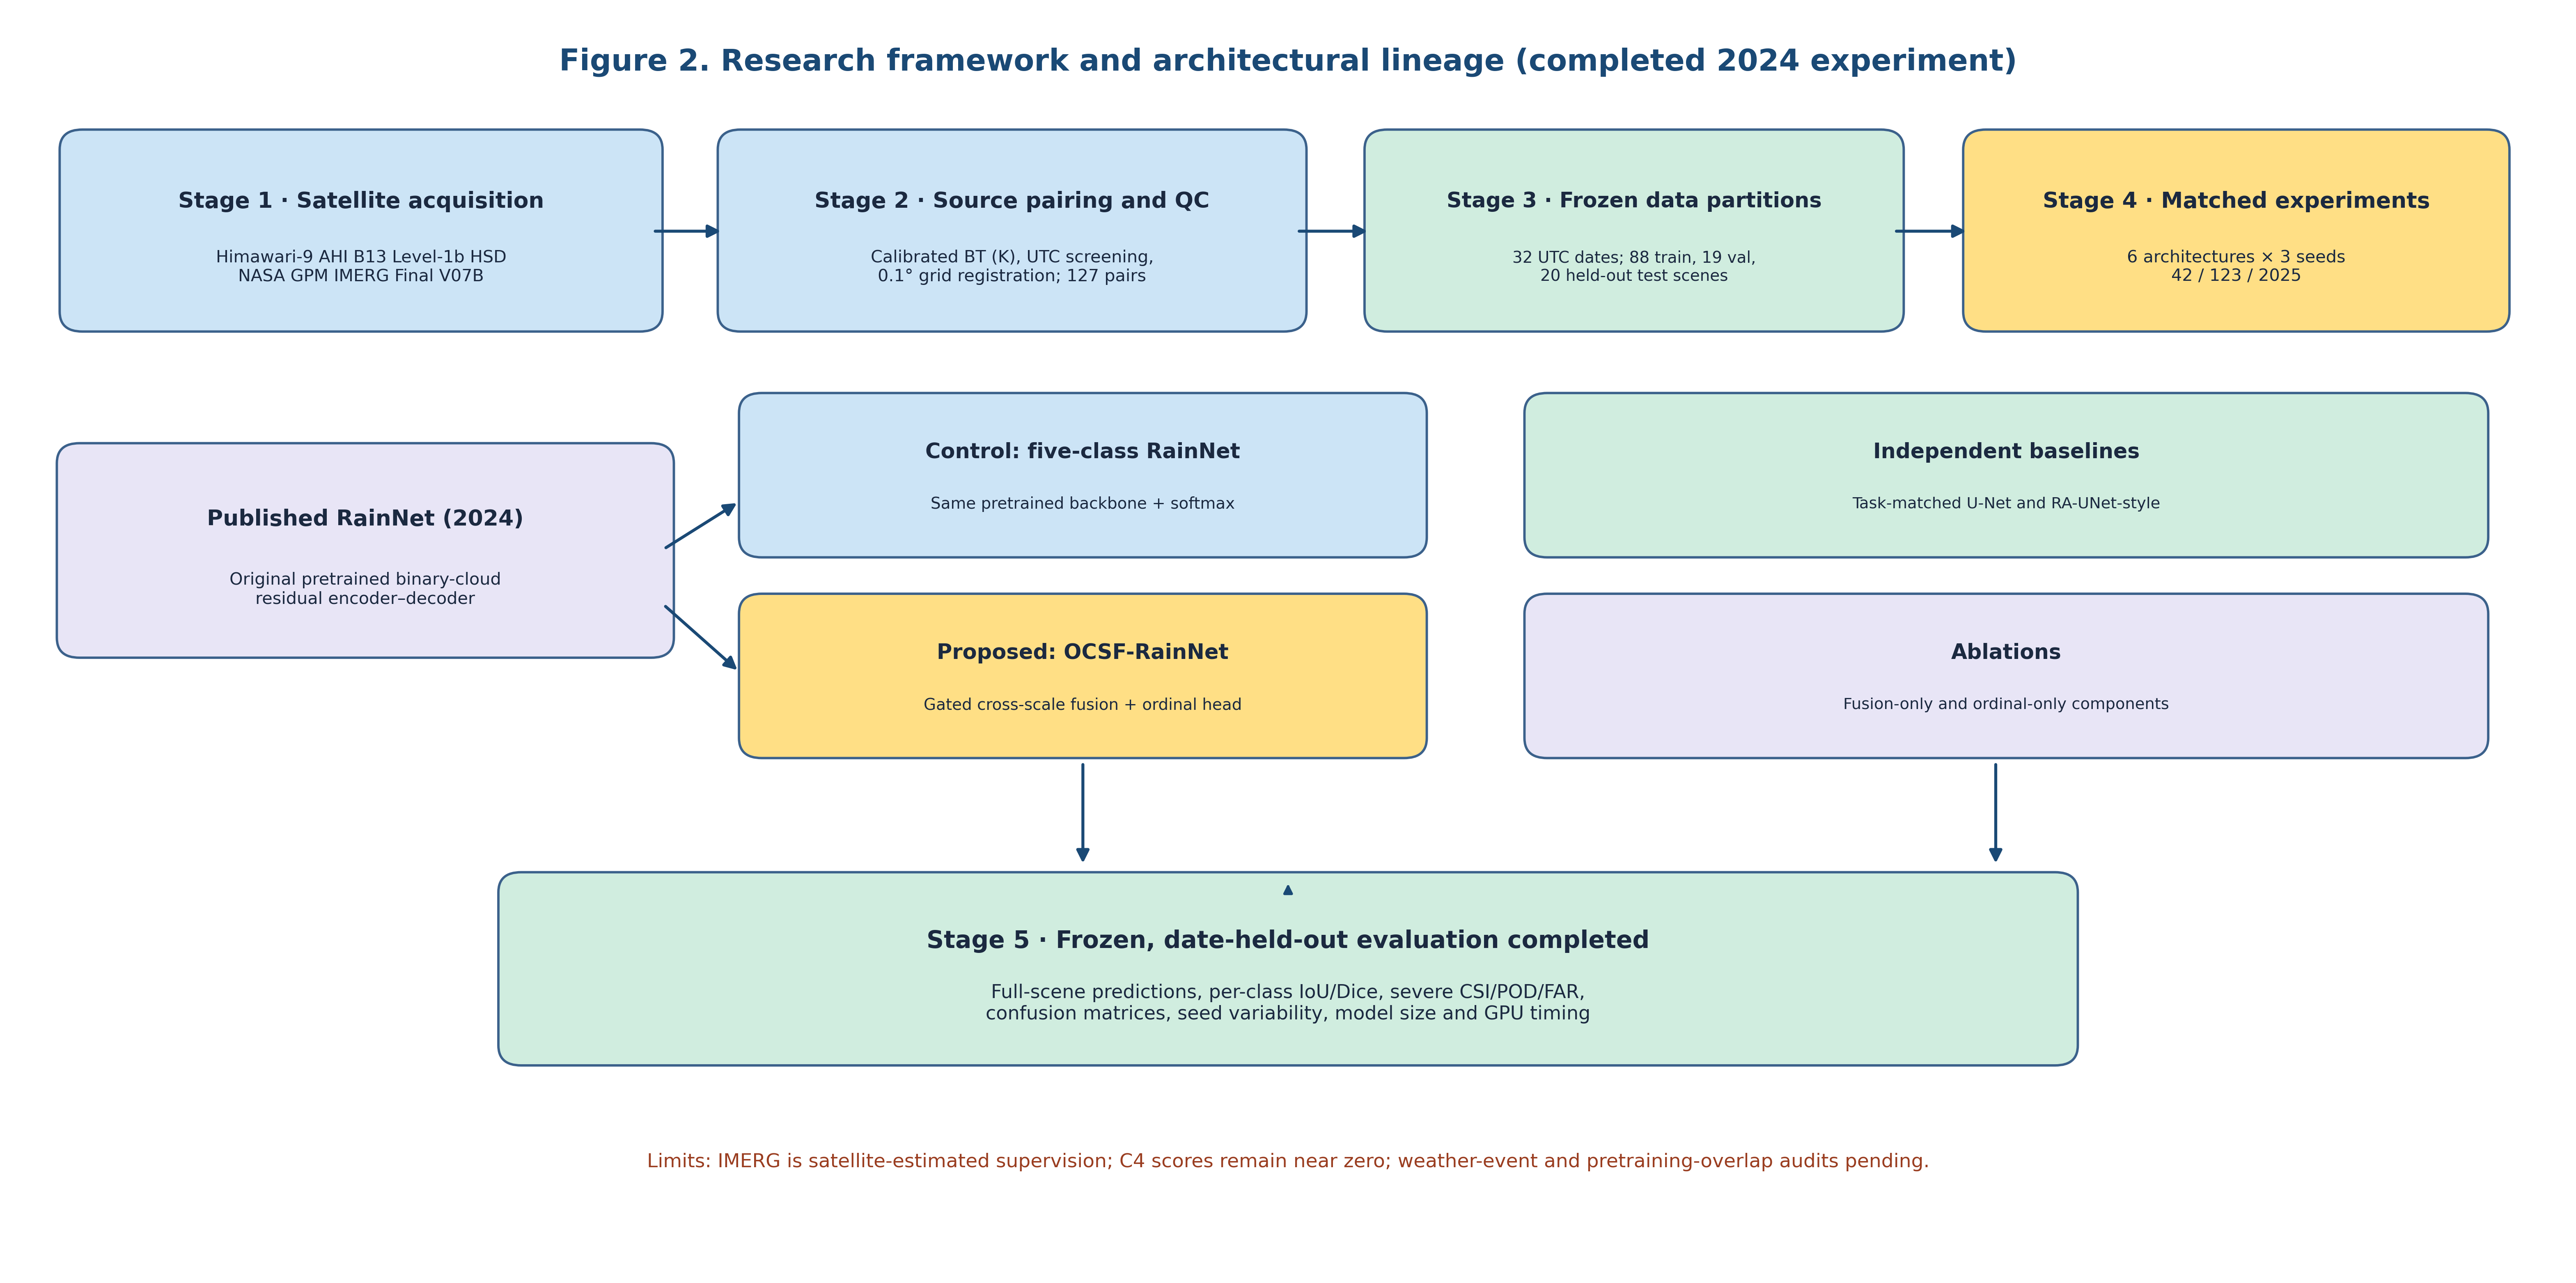 Figure 2. Research framework and architectural lineage (completed 2024 experiment)
Stage 1 · Satellite acquisition
Himawari-9 AHI B13 Level-1b HSD
NASA GPM IMERG Final V07B
Stage 2 · Source pairing and QC
Calibrated BT (K), UTC screening,
0.1° grid registration; 127 pairs
Stage 3 · Frozen data partitions
32 UTC dates; 88 train, 19 val,
20 held-out test scenes
Stage 4 · Matched experiments
6 architectures × 3 seeds
42 / 123 / 2025
Published RainNet (2024)
Original pretrained binary-cloud
residual encoder–decoder
Control: five-class RainNet
Same pretrained backbone + softmax
Independent baselines
Task-matched U-Net and RA-UNet-style
Proposed: OCSF-RainNet
Gated cross-scale fusion + ordinal head
Ablations
Fusion-only and ordinal-only components
Stage 5 · Frozen, date-held-out evaluation completed
Full-scene predictions, per-class IoU/Dice, severe CSI/POD/FAR,
confusion matrices, seed variability, model size and GPU timing
Limits: IMERG is satellite-estimated supervision; C4 scores remain near zero; weather-event and pretraining-overlap audits pending.